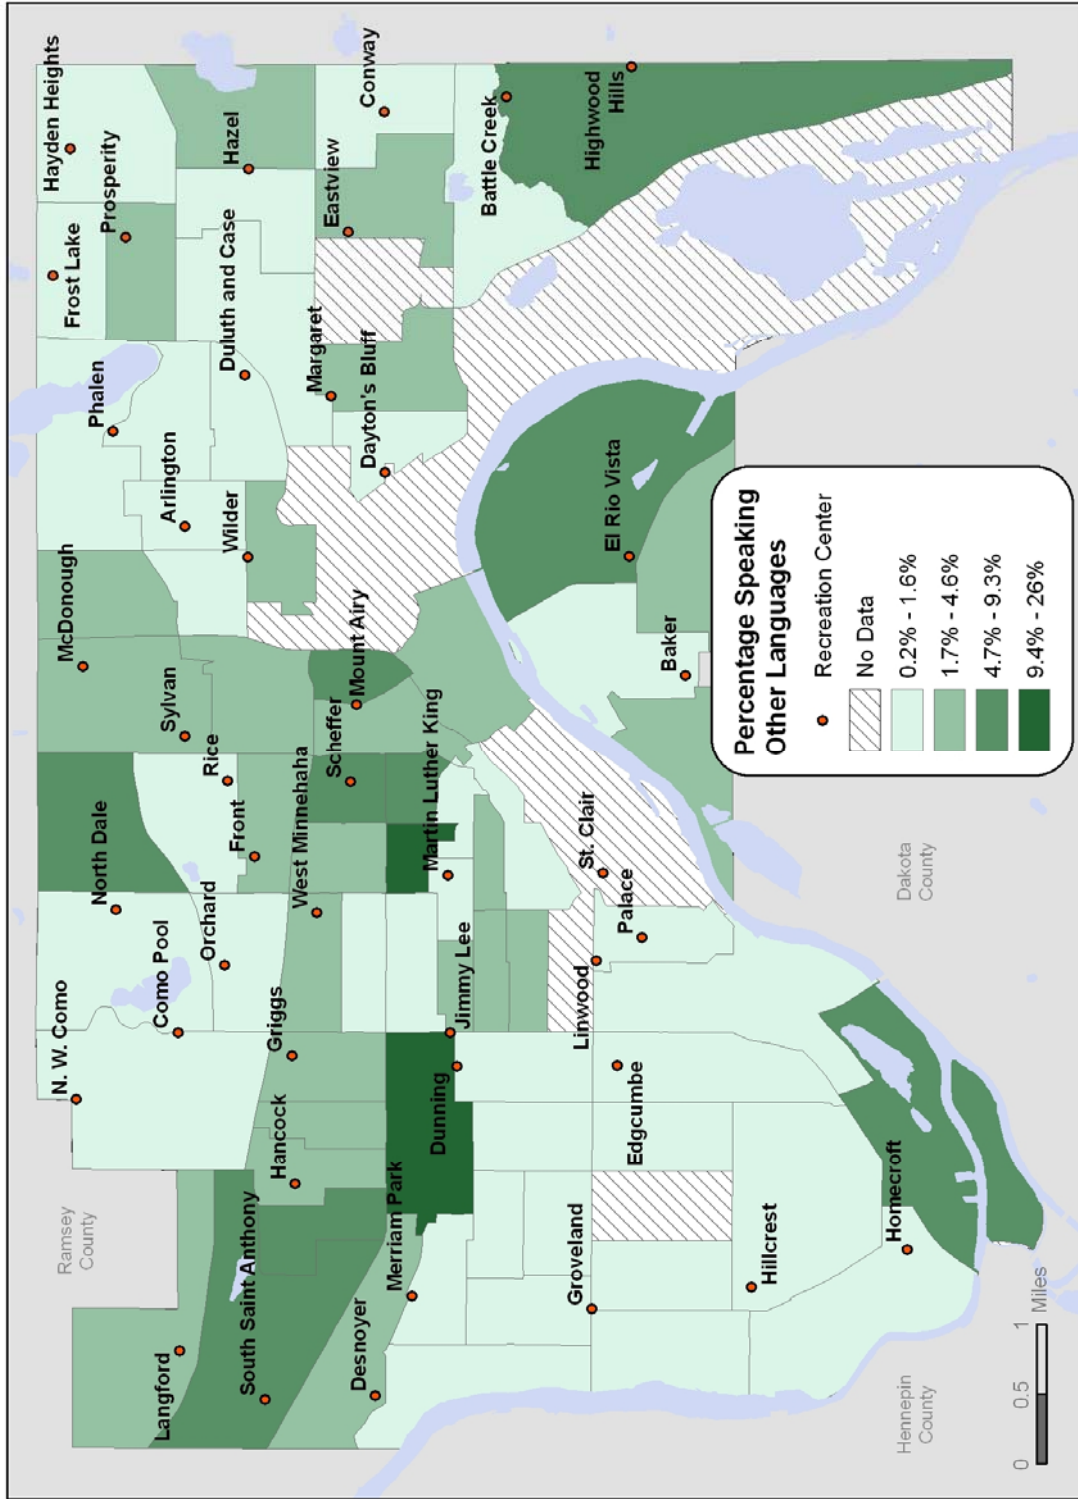 Hayden Heights
Frost Lake
Prosperity
Phalen
McDonough
North Dale
N. W. Como
Ramsey
County
Langford
Conway
Hazel
Duluth and Case
Arlington
Sylvan
Rice
Como Pool
Orchard
Front
Wilder
Eastview
Margaret
Mount Airy
Scheffer
West Minnehaha
Griggs
Hancock
South Saint Anthony
Battle Creek
Dayton's Bluff
Martin Luther King
Jimmy Lee
Dunning
Merriam Park
Desnoyer
Highwood
Hills
El Rio Vista
Baker
St. Clair
Palace
Linwood
Edgcumbe
Groveland
Hillcrest
Homecroft
Dakota
County
Hennepin
County
Percentage Speaking
Other Languages
Recreation Center
No Data
0.2% - 1.6%
1.7% - 4.6%
4.7% - 9.3%
9.4% - 26%
0 0.5 1
Miles